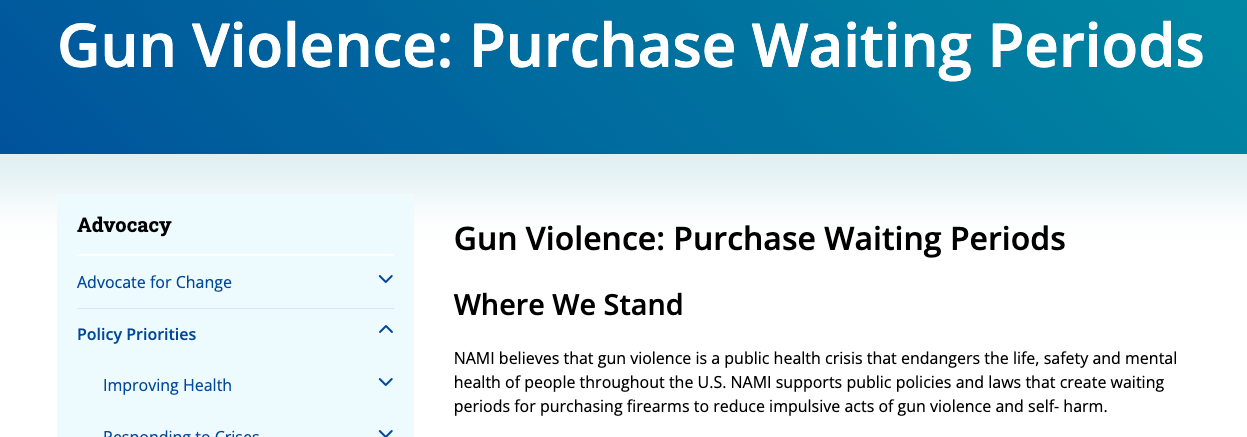 Gun Violence: Purchase Waiting Periods
Advocacy
Advocate for Change
Policy Priorities
Improving Health
Responding to Crises
Gun Violence: Purchase Waiting Periods
Where We Stand
NAMI believes that gun violence is a public health crisis that endangers the life, safety and mental
health of people throughout the U.S. NAMI supports public policies and laws that create waiting
periods for purchasing firearms to reduce impulsive acts of gun violence and self- harm.